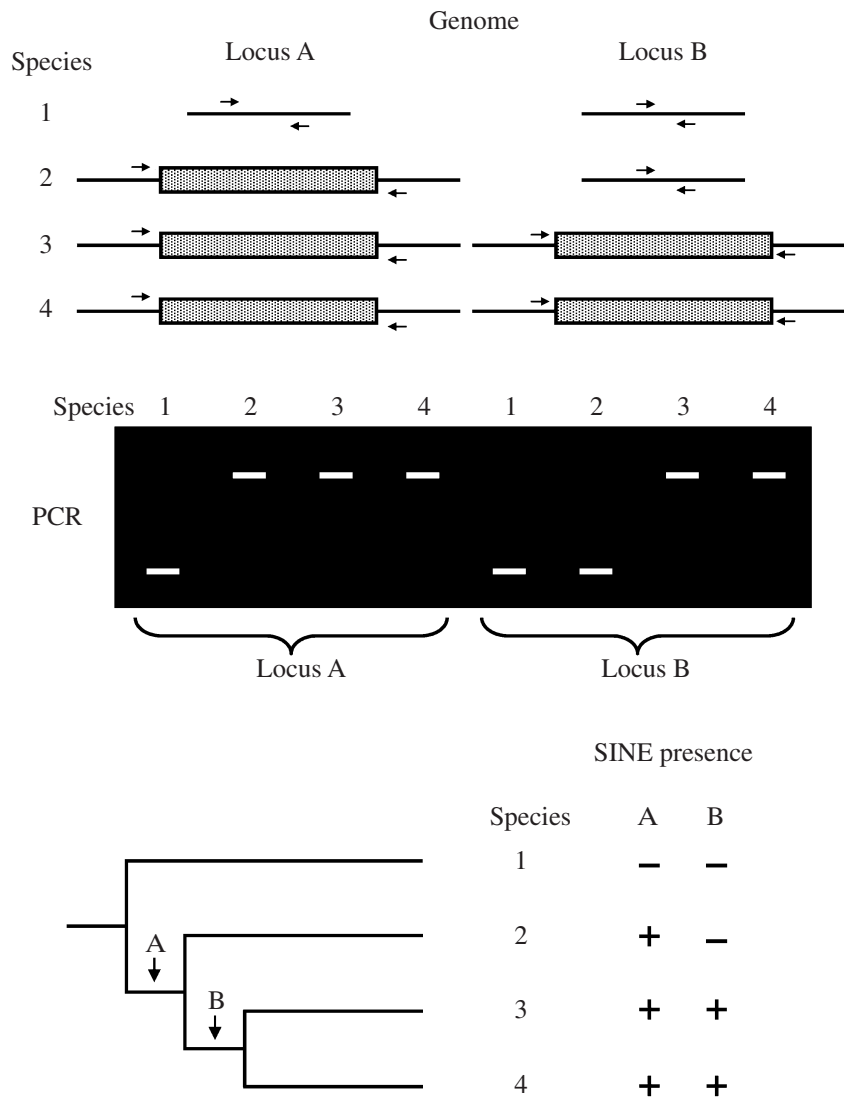 Genome
Species Locus A Locus B
1
2
3
4
Species 1 2 3 4 1 2 3 4
PCR
Locus A Locus B
SINE presence
Species A B
1 – –
A 2 + –
B 3 + +
4 + +